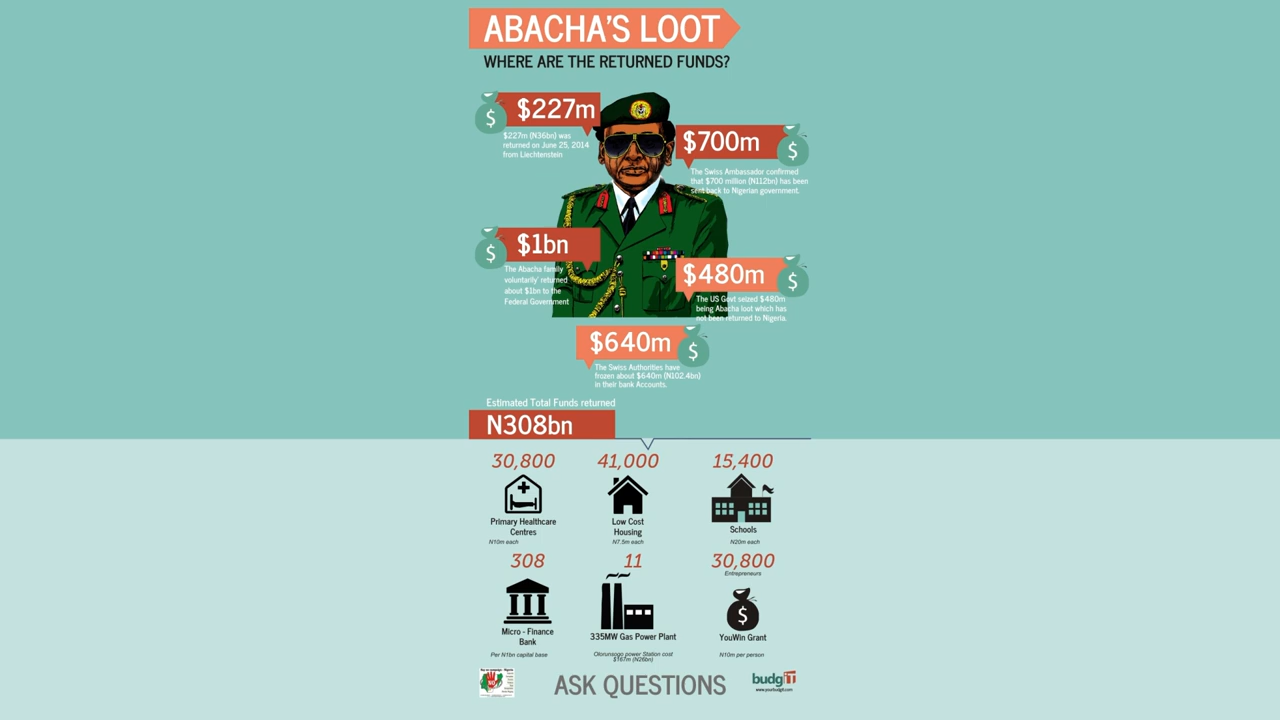 ABACHA'S LOOT
WHERE ARE THE RETURNED FUNDS?
$227m
$227m (N36bn) was
returned on June 25, 2014
from Liechtenstein
$700m
The Swiss Ambassador confirmed
that $700 million (N112bn) has been
sent back to Nigerian government.
$1bn
The Abacha family
voluntarily' returned
about $1bn to the
Federal Government
$480m
The US Govt seized $480m
being Abacha loot which has
not been returned to Nigeria.
$640m
The Swiss Authorities have
frozen about $640m (N102.4bn)
in their bank Accounts.
Estimated Total Funds returned
N308bn
30,800
Primary Healthcare
Centres
N10m each
41,000
Low Cost
Housing
N7.5m each
15,400
Schools
N20m each
308
Micro - Finance
Bank
Per N1bn capital base
11
335MW Gas Power Plant
Olorunsogo power Station cost
$167m (N26bn)
30,800
Entrepreneurs
YouWin Grant
N10m per person
ASK QUESTIONS
budgIT
www.yourbudgit.com